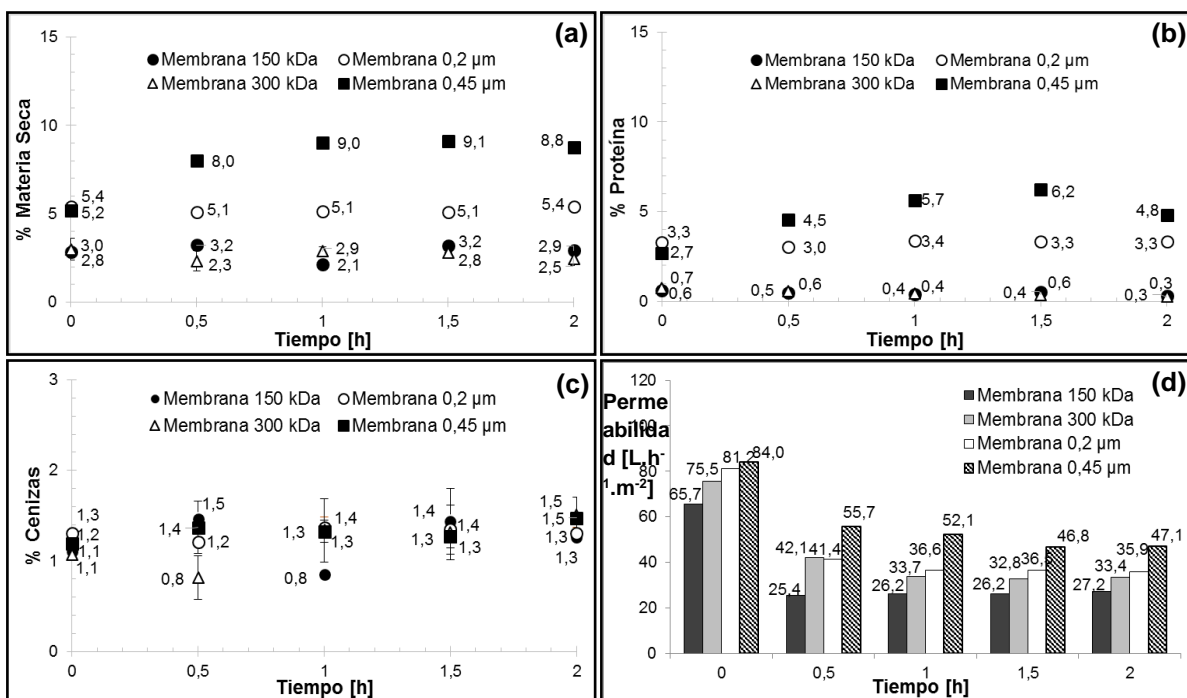 (a)
15
Membrana 150 kDa Membrana 0,2 µm
Membrana 300 kDa Membrana 0,45 µm
10
5
0
% Materia Seca
5,4
5,2
3,0
2,8
8,0
5,1
3,2
2,3
9,0
5,1
2,9
2,1
9,1
5,1
3,2
2,8
8,8
5,4
2,9
2,5
0 0,5 1 1,5 2
Tiempo [h]
(b)
15
Membrana 150 kDa Membrana 0,2 µm
Membrana 300 kDa Membrana 0,45 µm
10
5
0
% Proteína
3,3
2,7
0,7
0,6
4,5
3,0
0,5 0,6
5,7
3,4
0,4 0,4
6,2
3,3
0,4 0,6
4,8
3,3
0,3 0,3
0 0,5 1 1,5 2
Tiempo [h]
(c)
3
Membrana 150 kDa Membrana 0,2 µm
Membrana 300 kDa Membrana 0,45 µm
2
1
0
% Cenizas
1,3
1,2
1,1
1,1
1,5
1,4
1,2
0,8
1,4
1,3
1,3
0,8
1,4
1,4
1,3
1,3
1,5
1,5
1,3
1,3
0 0,5 1 1,5 2
Tiempo [h]
(d)
120
100
80
60
40
20
0
Perme
abilida
d [L.h-
1.m-2]
Membrana 150 kDa
Membrana 300 kDa
Membrana 0,2 µm
Membrana 0,45 µm
65,7 75,5 81,2 84,0
25,4 42,1 41,4 55,7
26,2 33,7 36,6 52,1
26,2 32,8 46,8
27,2 33,4 35,9 47,1
0 0,5 1 1,5 2
Tiempo [h]